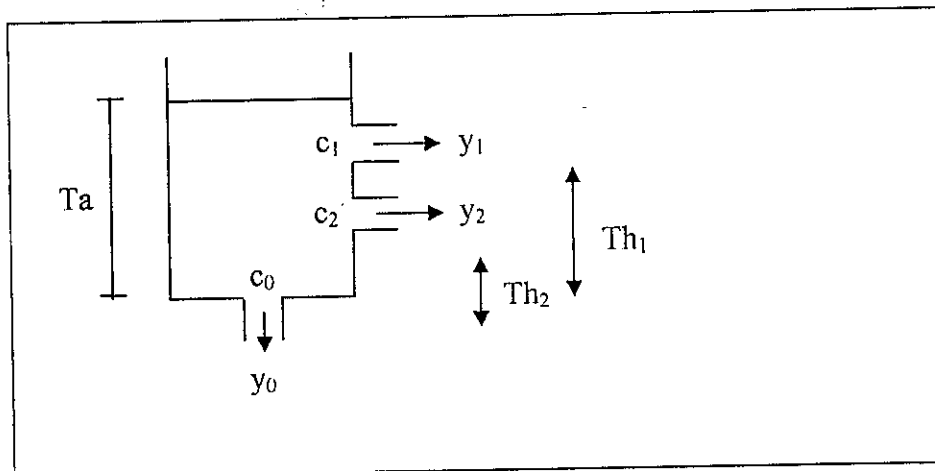 c₁ y₁
Ta
c₂ y₂
Th₁
c₀
Th₂
y₀